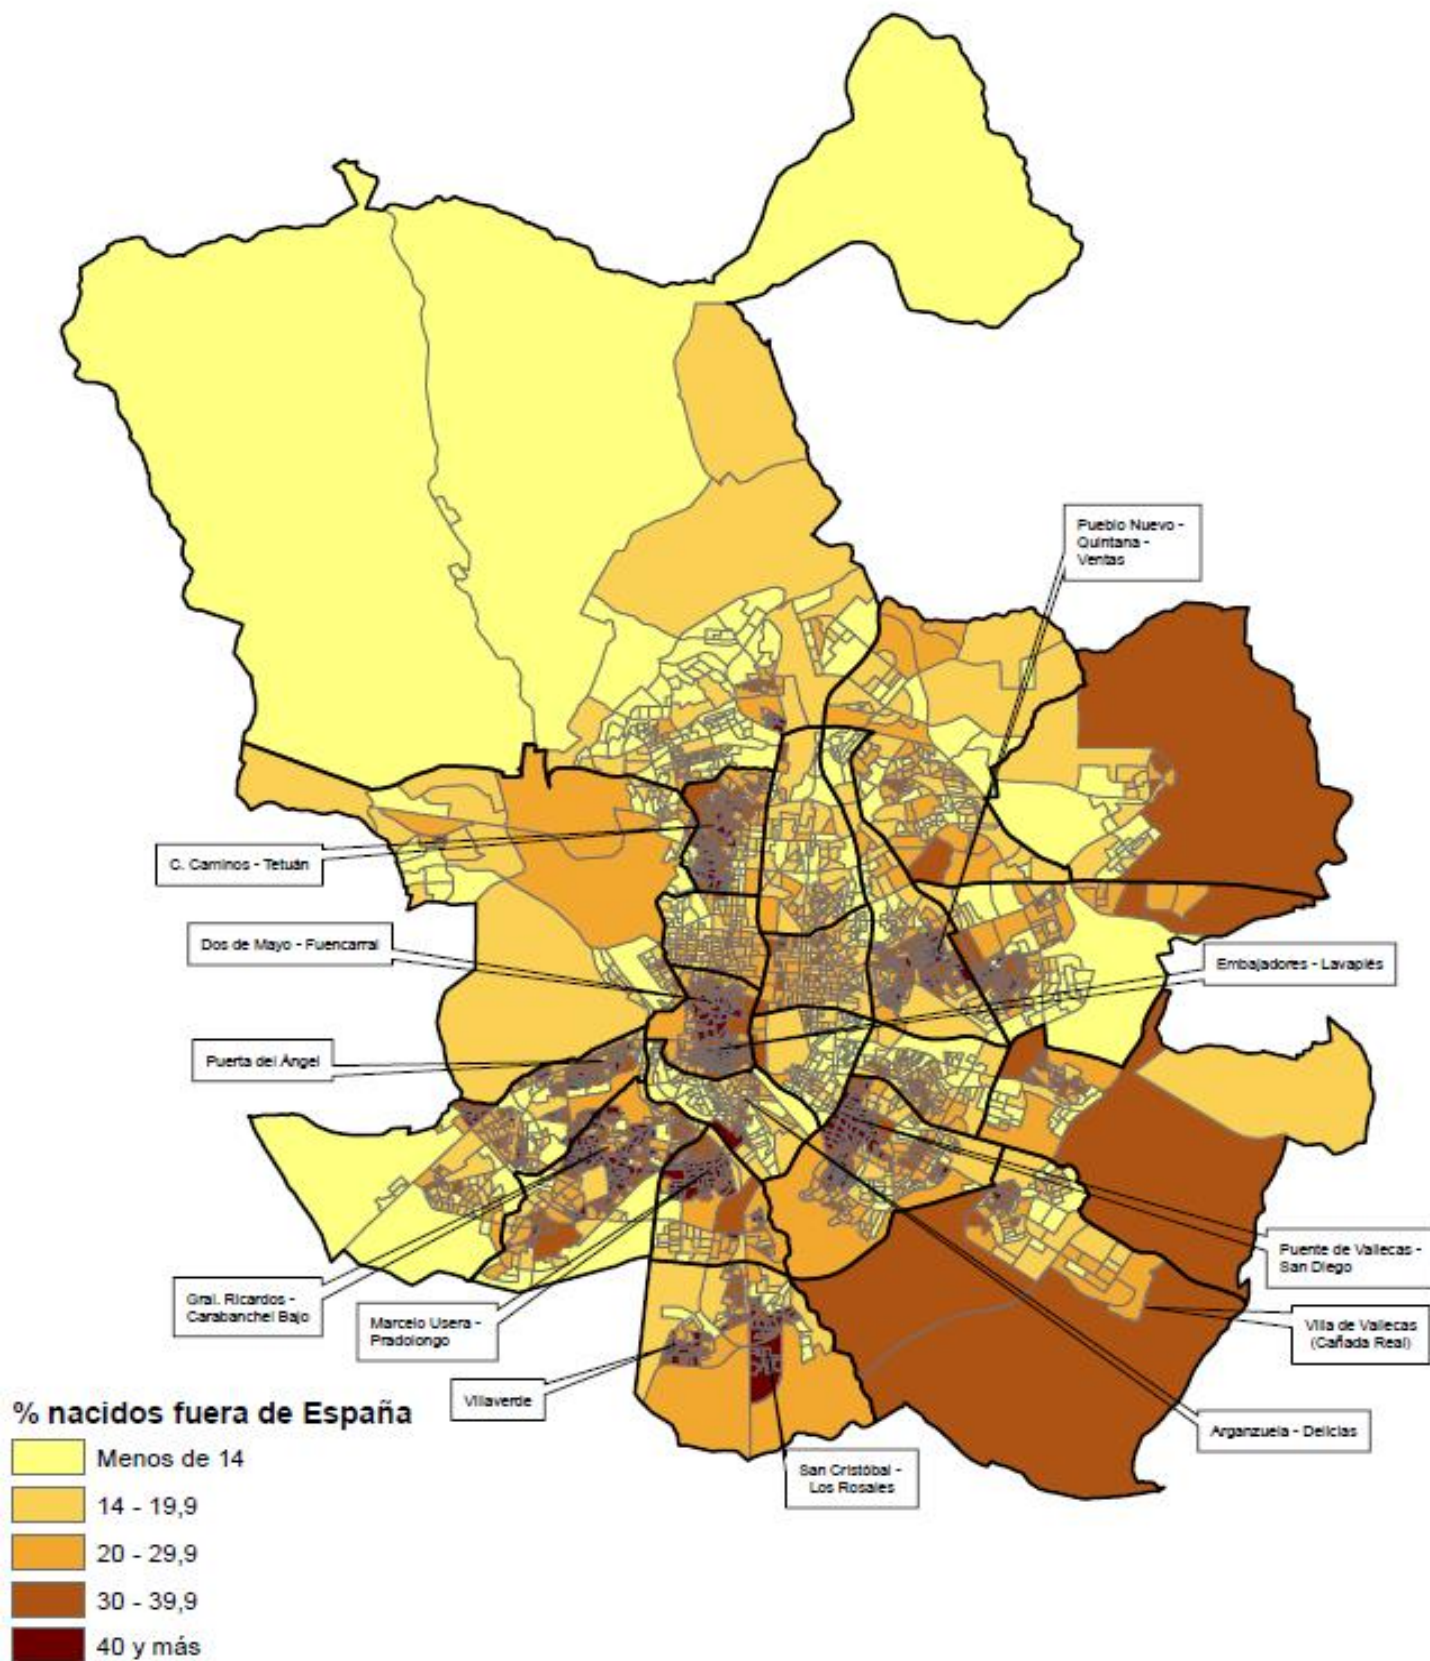 Pueblo Nuevo -
Quintana -
Ventas
C. Caminos - Tetuán
Dos de Mayo - Fuencarral
Embajadores - Lavapiés
Puerta del Ángel
Puente de Vallecas -
San Diego
Gral. Ricardos -
Carabanchel Bajo
Marcelo Usera -
Pradolongo
Villa de Vallecas
(Cañada Real)
Villaverde
Arganzuela - Delicias
San Cristóbal -
Los Rosales
% nacidos fuera de España
Menos de 14
14 - 19,9
20 - 29,9
30 - 39,9
40 y más